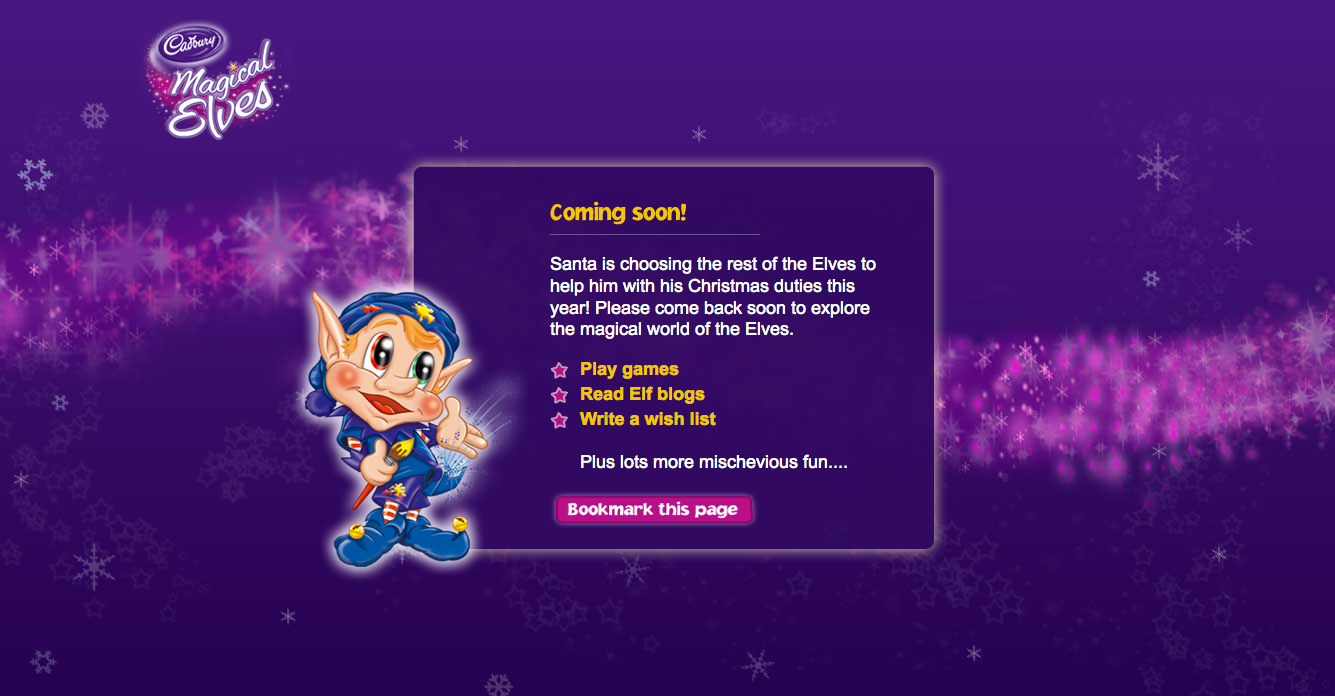 Cadbury
Magical
Elves
Coming soon!
Santa is choosing the rest of the Elves to
help him with his Christmas duties this
year! Please come back soon to explore
the magical world of the Elves.
Play games
Read Elf blogs
Write a wish list
Plus lots more mischevious fun....
Bookmark this page